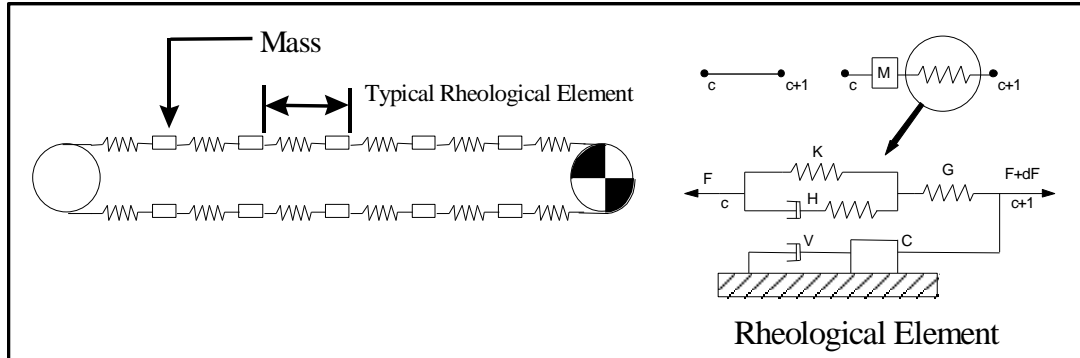 Mass
Typical Rheological Element
M
c
c+1
c
c+1
K
G
F
F+dF
c
H
c+1
V
C
Rheological Element